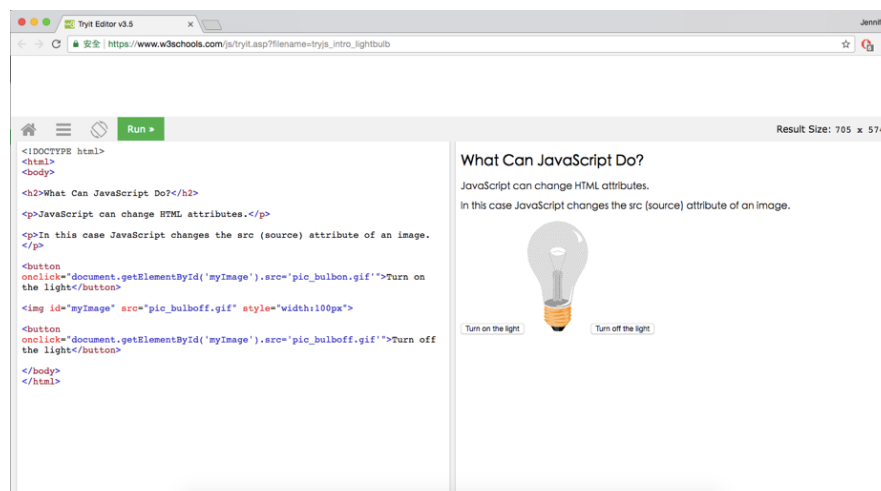 Tryit Editor v3.5
安全 | https://www.w3schools.com/js/tryit.asp?filename=tryjs_intro_lightbulb
Run »
Result Size: 705 x 574
<!DOCTYPE html>
<html>
<body>
<h2>What Can JavaScript Do?</h2>
<p>JavaScript can change HTML attributes.</p>
<p>In this case JavaScript changes the src (source) attribute of an image.
</p>
<button
onclick="document.getElementById('myImage').src='pic_bulbon.gif'">Turn on
the light</button>
<img id="myImage" src="pic_bulboff.gif" style="width:100px">
<button
onclick="document.getElementById('myImage').src='pic_bulboff.gif'">Turn off
the light</button>
</body>
</html>
What Can JavaScript Do?
JavaScript can change HTML attributes.
In this case JavaScript changes the src (source) attribute of an image.
Turn on the light
Turn off the light